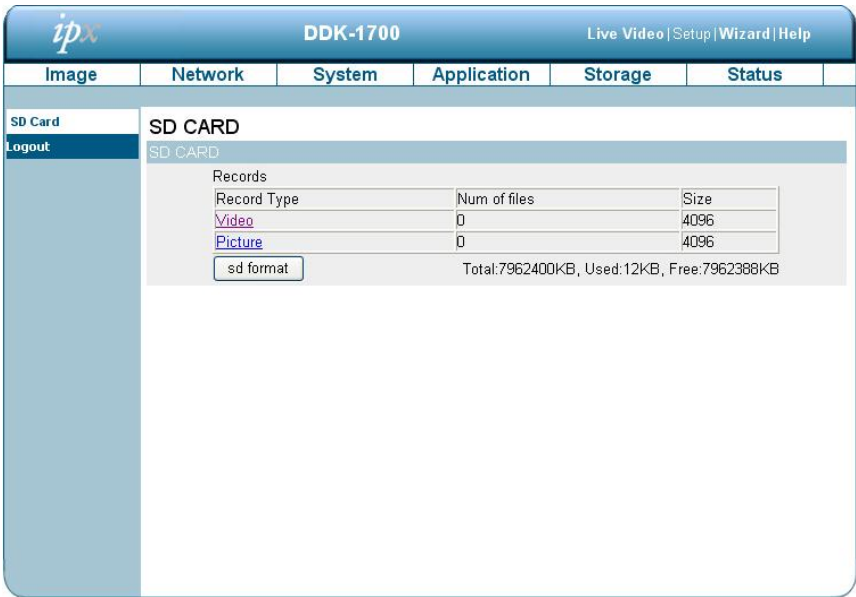 ipx DDK-1700 Live Video | Setup | Wizard | Help
Image Network System Application Storage Status
SD Card
Logout
SD CARD
SD CARD
Records
Record Type Num of files Size
Video 0 4096
Picture 0 4096
sd format Total:7962400KB, Used:12KB, Free:7962388KB